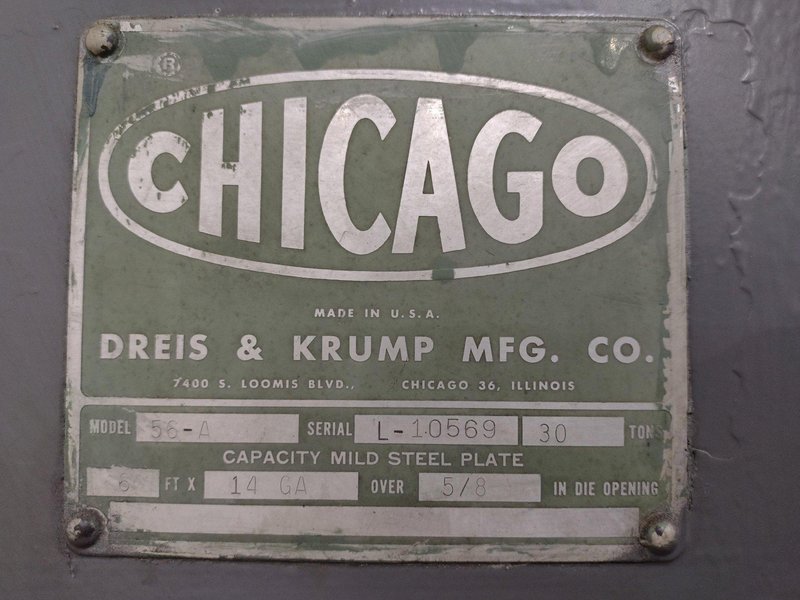 ®
CHICAGO
MADE IN U.S.A.
DREIS & KRUMP MFG. CO.
7400 S. LOOMIS BLVD., CHICAGO 36, ILLINOIS
MODEL 56-A SERIAL L-10569 30 TONS
CAPACITY MILD STEEL PLATE
6 FT X 14 GA OVER 5/8 IN DIE OPENING